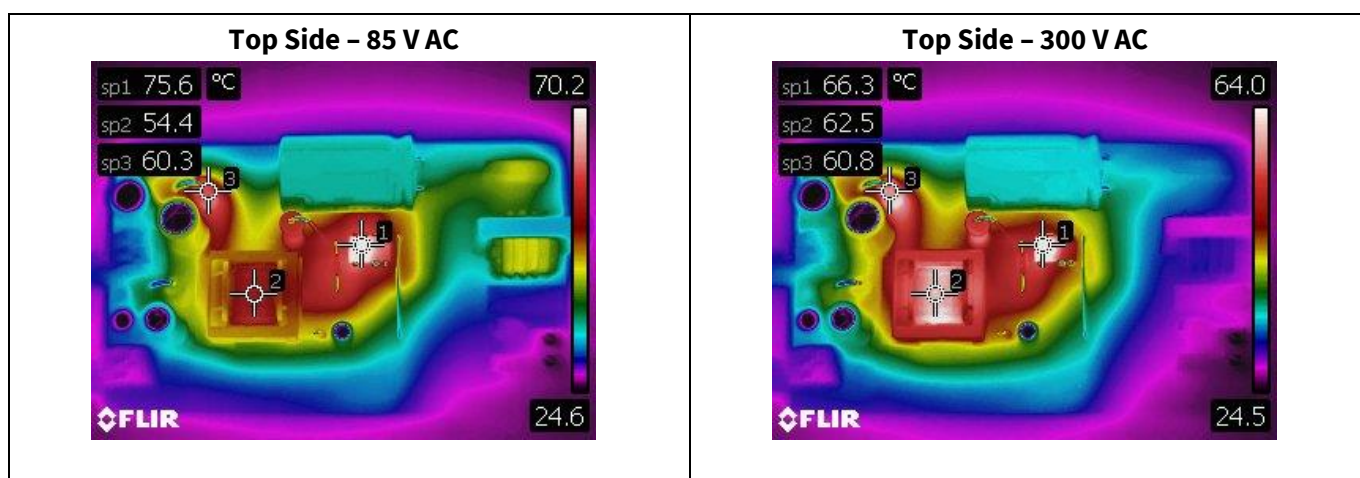 Top Side – 85 V AC
sp1 75.6 °C
70.2
sp2 54.4
sp3 60.3
3
1
2
FLIR
24.6
Top Side – 300 V AC
sp1 66.3 °C
64.0
sp2 62.5
sp3 60.8
3
1
2
FLIR
24.5